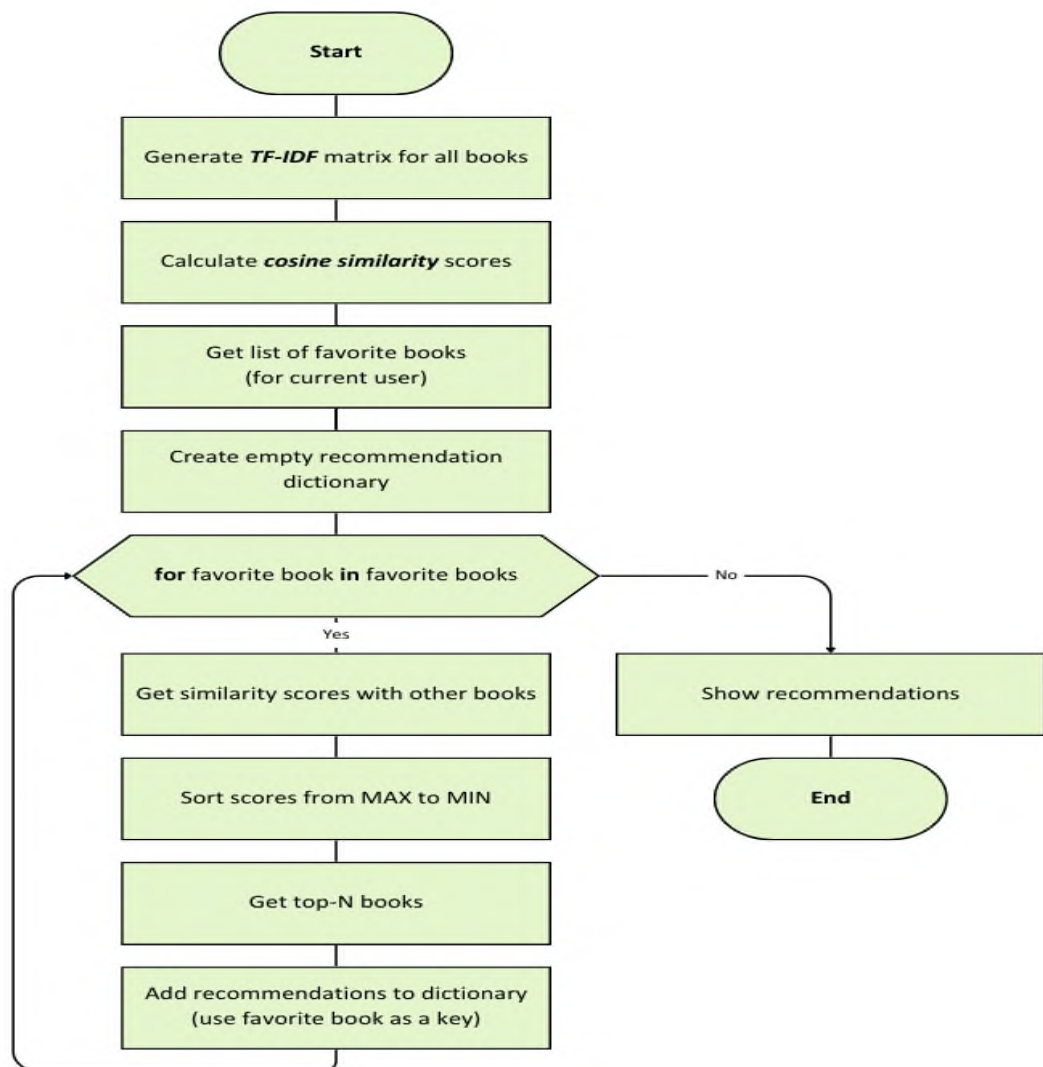 Start
Generate TF-IDF matrix for all books
Calculate cosine similarity scores
Get list of favorite books
(for current user)
Create empty recommendation
dictionary
for favorite book in favorite books
No
Yes
Get similarity scores with other books
Show recommendations
Sort scores from MAX to MIN
End
Get top-N books
Add recommendations to dictionary
(use favorite book as a key)